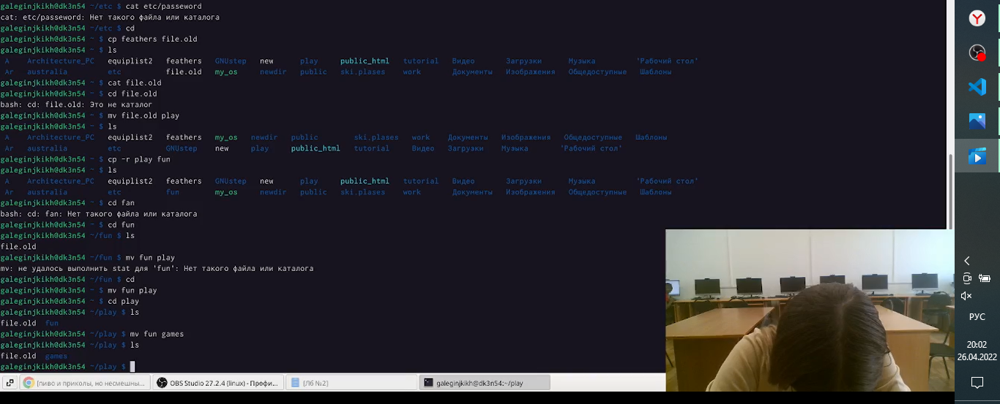 galeginjkikh@dk3n54 ~/etc $ cat etc/passeword
cat: etc/passeword: Нет такого файла или каталога
galeginjkikh@dk3n54 ~/etc $ cd
galeginjkikh@dk3n54 ~ $ cp feathers file.old
galeginjkikh@dk3n54 ~ $ ls
A Architecture_PC equiplist2 feathers GNUstep new play public_html tutorial Видео Загрузки Музыка 'Рабочий стол'
Ar australia etc file.old my_os newdir public ski.plases work Документы Изображения Общедоступные Шаблоны
galeginjkikh@dk3n54 ~ $ cat file.old
galeginjkikh@dk3n54 ~ $ cd file.old
bash: cd: file.old: Это не каталог
galeginjkikh@dk3n54 ~ $ mv file.old play
galeginjkikh@dk3n54 ~ $ ls
A Architecture_PC equiplist2 feathers my_os newdir public ski.plases work Документы Изображения Общедоступные Шаблоны
Ar australia etc GNUstep new play public_html tutorial Видео Загрузки Музыка 'Рабочий стол'
galeginjkikh@dk3n54 ~ $ cp -r play fun
galeginjkikh@dk3n54 ~ $ ls
A Architecture_PC equiplist2 feathers GNUstep new play public_html tutorial Видео Загрузки Музыка 'Рабочий стол'
Ar australia etc fun my_os newdir public ski.plases work Документы Изображения Общедоступные Шаблоны
galeginjkikh@dk3n54 ~ $ cd fan
bash: cd: fan: Нет такого файла или каталога
galeginjkikh@dk3n54 ~ $ cd fun
galeginjkikh@dk3n54 ~/fun $ ls
file.old
galeginjkikh@dk3n54 ~/fun $ mv fun play
mv: не удалось выполнить stat для 'fun': Нет такого файла или каталога
galeginjkikh@dk3n54 ~/fun $ cd
galeginjkikh@dk3n54 ~ $ mv fun play
galeginjkikh@dk3n54 ~ $ cd play
galeginjkikh@dk3n54 ~/play $ ls
file.old fun
galeginjkikh@dk3n54 ~/play $ mv fun games
galeginjkikh@dk3n54 ~/play $ ls
file.old games
galeginjkikh@dk3n54 ~/play $
[пиво и приколы, но несмешны... OBS Studio 27.2.4 (linux) - Профи... [Лб №2] galeginjkikh@dk3n54:~/play
РУС
20:02
26.04.2022